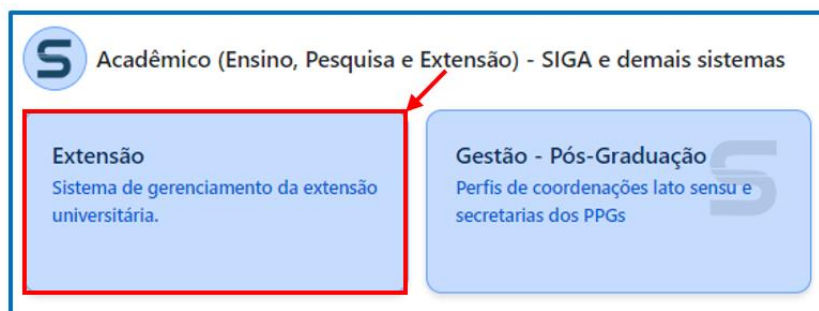 S Acadêmico (Ensino, Pesquisa e Extensão) - SIGA e demais sistemas
Extensão
Sistema de gerenciamento da extensão
universitária.
Gestão - Pós-Graduação
Perfis de coordenações lato sensu e
secretarias dos PPGs
S